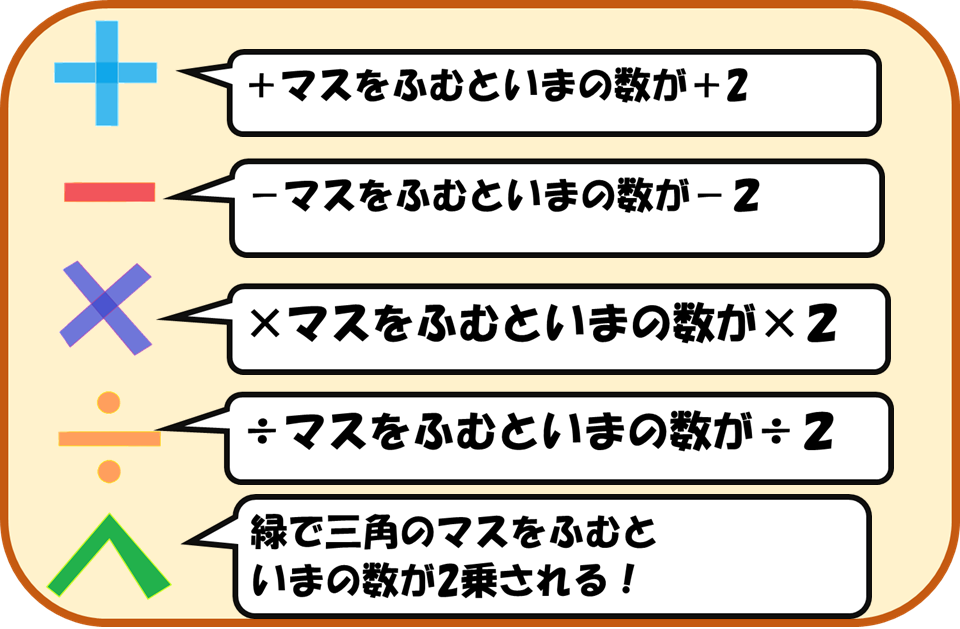 ＋マスをふむといまの数が＋2
－マスをふむといまの数が－２
×マスをふむといまの数が×２
÷マスをふむといまの数が÷２
緑で三角のマスをふむと
いまの数が2乗される！